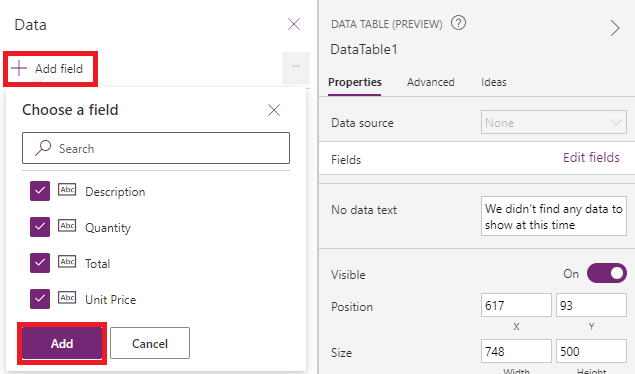 Data
Add field
...
Choose a field
Search
Abc Description
Abc Quantity
Abc Total
Abc Unit Price
Add
Cancel
DATA TABLE (PREVIEW) ?
DataTable1
Properties Advanced Ideas
Data source None
Fields Edit fields
No data text We didn't find any data to
show at this time
Visible On
Position 617 93
X Y
Size 748 500
Width Height